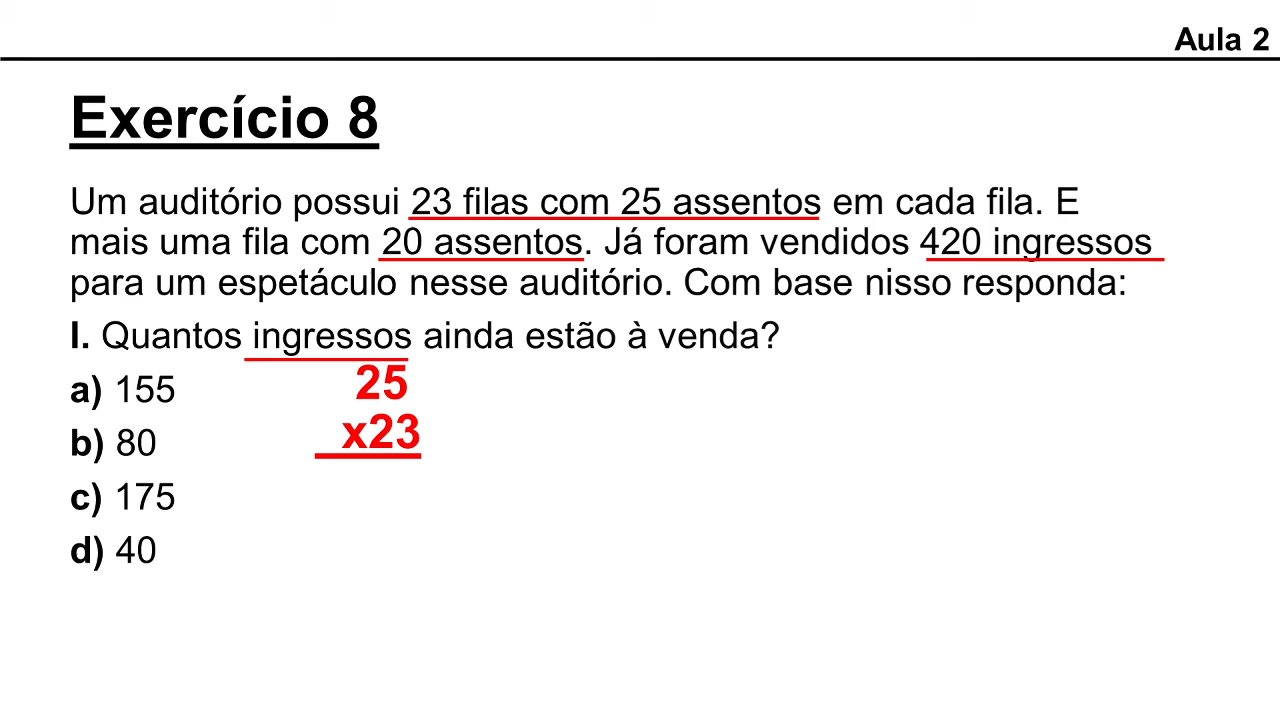 Aula 2
Exercício 8
Um auditório possui 23 filas com 25 assentos em cada fila. E
mais uma fila com 20 assentos. Já foram vendidos 420 ingressos
para um espetáculo nesse auditório. Com base nisso responda:
I. Quantos ingressos ainda estão à venda?
a) 155
25
x23
b) 80
c) 175
d) 40